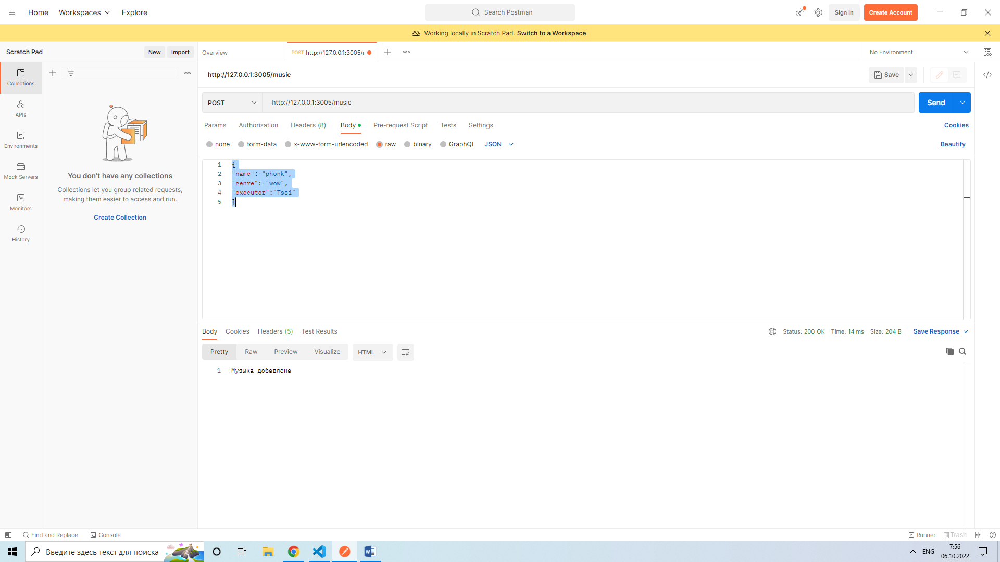 Home Workspaces Explore Search Postman Sign In Create Account
Working locally in Scratch Pad. Switch to a Workspace
Scratch Pad New Import Overview POST http://127.0.0.1:3005/r No Environment
http://127.0.0.1:3005/music Save
POST http://127.0.0.1:3005/music Send
Params Authorization Headers (8) Body Pre-request Script Tests Settings Cookies
none form-data x-www-form-urlencoded raw binary GraphQL JSON Beautify
Collections
APIs
Environments
Mock Servers
Monitors
History
You don't have any collections
Collections let you group related requests,
making them easier to access and run.
Create Collection
1 {
2 "name": "phonk",
3 "genre": "wow",
4 "executor":"Tsoi"
5 }
Body Cookies Headers (5) Test Results Status: 200 OK Time: 14 ms Size: 204 B Save Response
Pretty Raw Preview Visualize HTML
1 Музыка добавлена
Find and Replace Console Runner Trash
Введите здесь текст для поиска ENG 7:56
06.10.2022